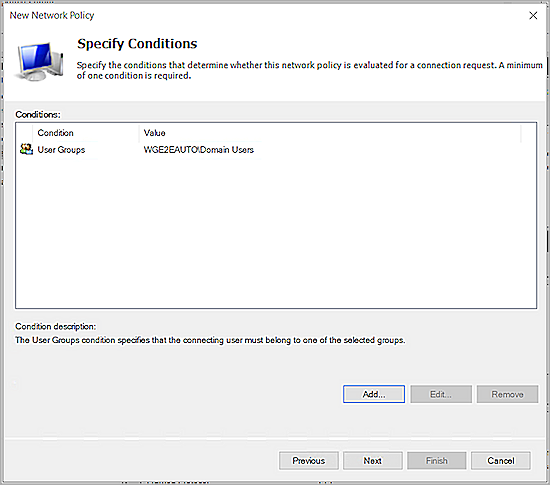 New Network Policy
Specify Conditions
Specify the conditions that determine whether this network policy is evaluated for a connection request. A minimum
of one condition is required.
Conditions:
Condition Value
User Groups WGE2EAUTO\Domain Users
Condition description:
The User Groups condition specifies that the connecting user must belong to one of the selected groups.
Add... Edit... Remove
Previous Next Finish Cancel